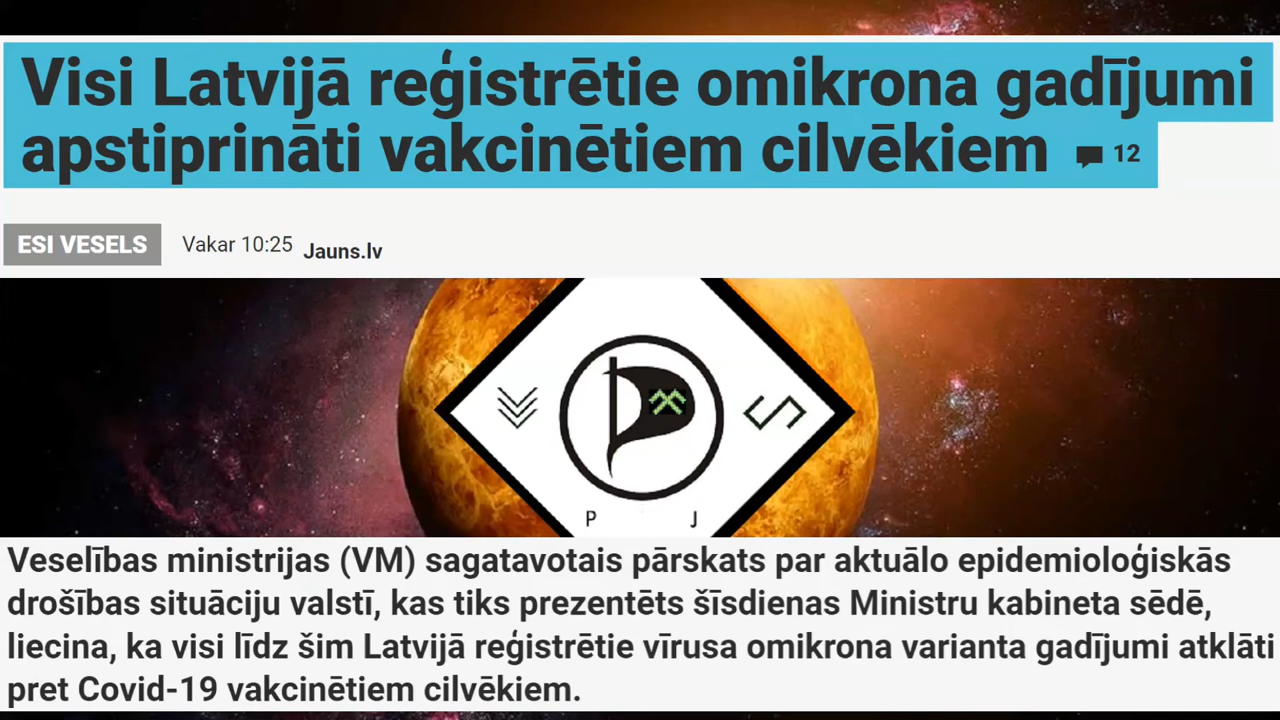 Visi Latvijā reģistrētie omikrona gadījumi
apstiprināti vakcinētiem cilvēkiem 12
ESI VESELS Vakar 10:25 Jauns.lv
P J
Veselības ministrijas (VM) sagatavotais pārskats par aktuālo epidemioloģiskās
drošības situāciju valstī, kas tiks prezentēts šīsdienas Ministru kabineta sēdē,
liecina, ka visi līdz šim Latvijā reģistrētie vīrusa omikrona varianta gadījumi atklāti
pret Covid-19 vakcinētiem cilvēkiem.